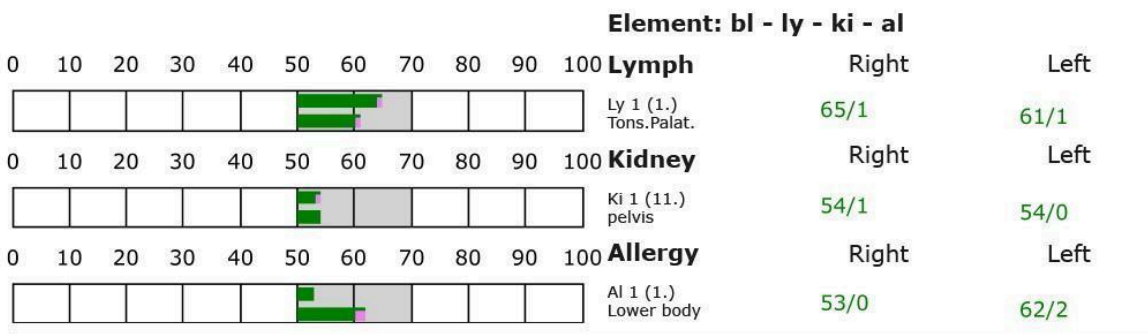 Element: bl - ly - ki - al
0 10 20 30 40 50 60 70 80 90 100 Lymph Right Left
Ly 1 (1.) 65/1 61/1
Tons.Palat.
0 10 20 30 40 50 60 70 80 90 100 Kidney Right Left
Ki 1 (11.) 54/1 54/0
pelvis
0 10 20 30 40 50 60 70 80 90 100 Allergy Right Left
Al 1 (1.) 53/0 62/2
Lower body